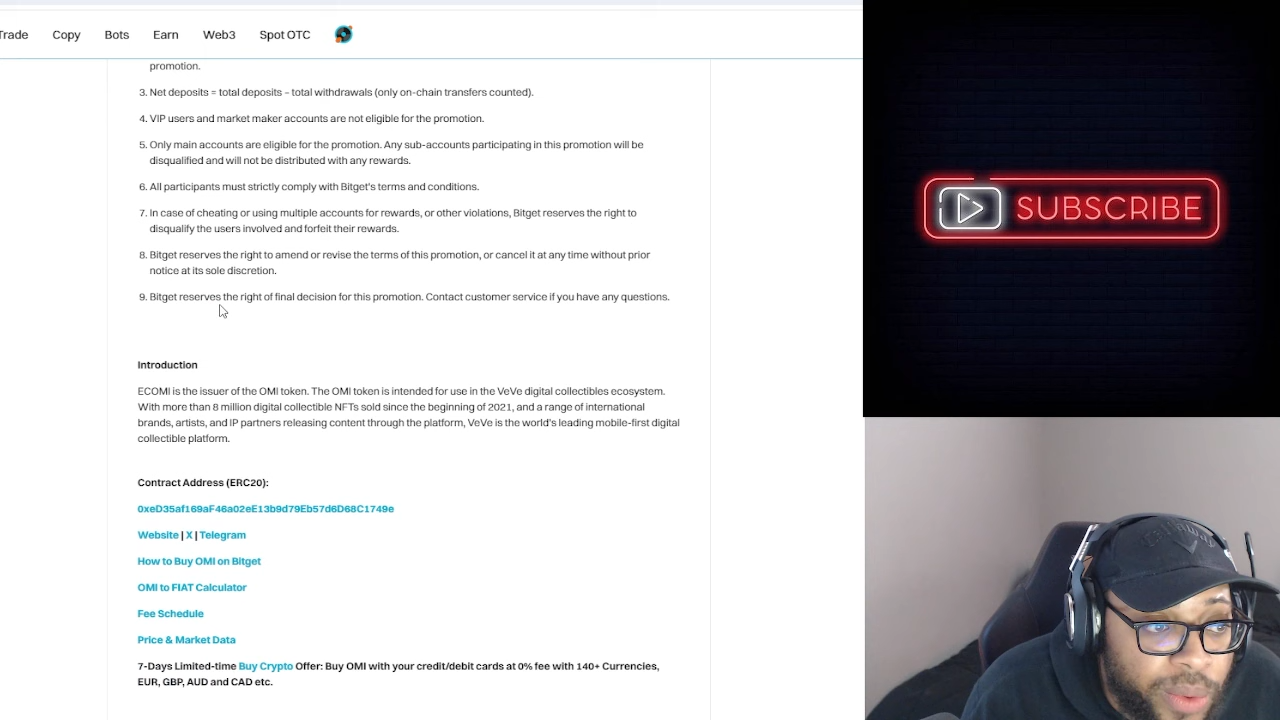 Trade Copy Bots Earn Web3 Spot OTC
promotion.
3. Net deposits = total deposits – total withdrawals (only on-chain transfers counted).
4. VIP users and market maker accounts are not eligible for the promotion.
5. Only main accounts are eligible for the promotion. Any sub-accounts participating in this promotion will be
disqualified and will not be distributed with any rewards.
6. All participants must strictly comply with Bitget's terms and conditions.
7. In case of cheating or using multiple accounts for rewards, or other violations, Bitget reserves the right to
disqualify the users involved and forfeit their rewards.
8. Bitget reserves the right to amend or revise the terms of this promotion, or cancel it at any time without prior
notice at its sole discretion.
9. Bitget reserves the right of final decision for this promotion. Contact customer service if you have any questions.
Introduction
ECOMI is the issuer of the OMI token. The OMI token is intended for use in the VeVe digital collectibles ecosystem.
With more than 8 million digital collectible NFTs sold since the beginning of 2021, and a range of international
brands, artists, and IP partners releasing content through the platform, VeVe is the world's leading mobile-first digital
collectible platform.
Contract Address (ERC20):
0xeD35af169aF46a02eE13b9d79Eb57d6D68C1749e
Website | X | Telegram
How to Buy OMI on Bitget
OMI to FIAT Calculator
Fee Schedule
Price & Market Data
7-Days Limited-time Buy Crypto Offer: Buy OMI with your credit/debit cards at 0% fee with 140+ Currencies,
EUR, GBP, AUD and CAD etc.
SUBSCRIBE